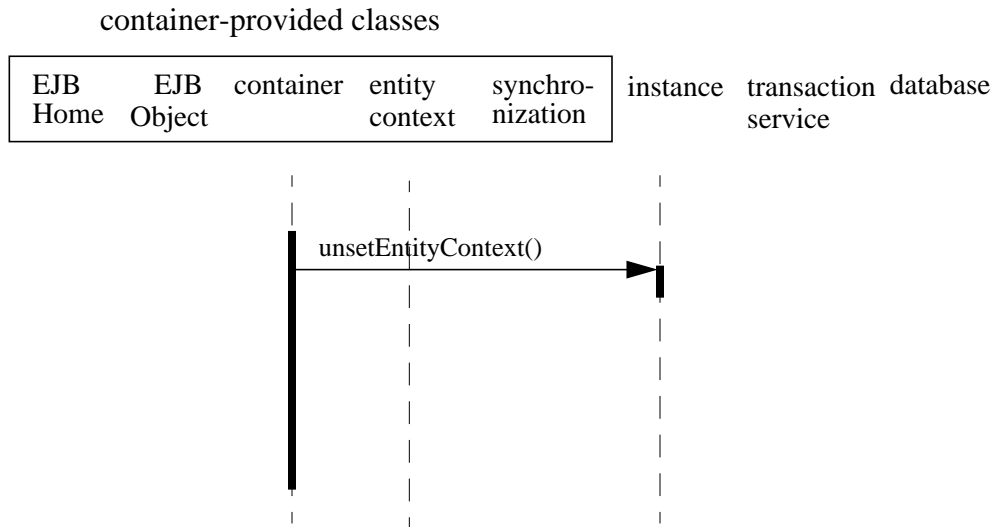 container-provided classes
EJB EJB container entity synchro- instance transaction database
Home Object context nization service
unsetEntityContext()